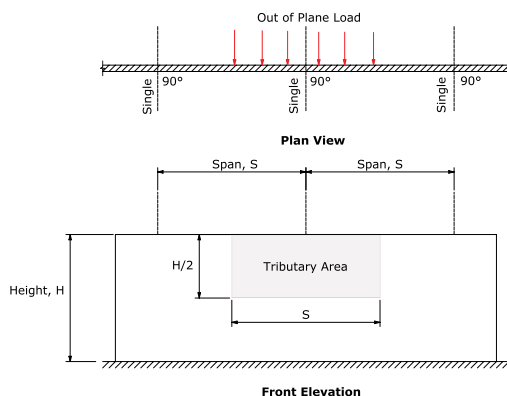 Out of Plane Load
Single
90°
Single
90°
Single
90°
Plan View
Span, S
Span, S
Height, H
H/2
Tributary Area
S
Front Elevation